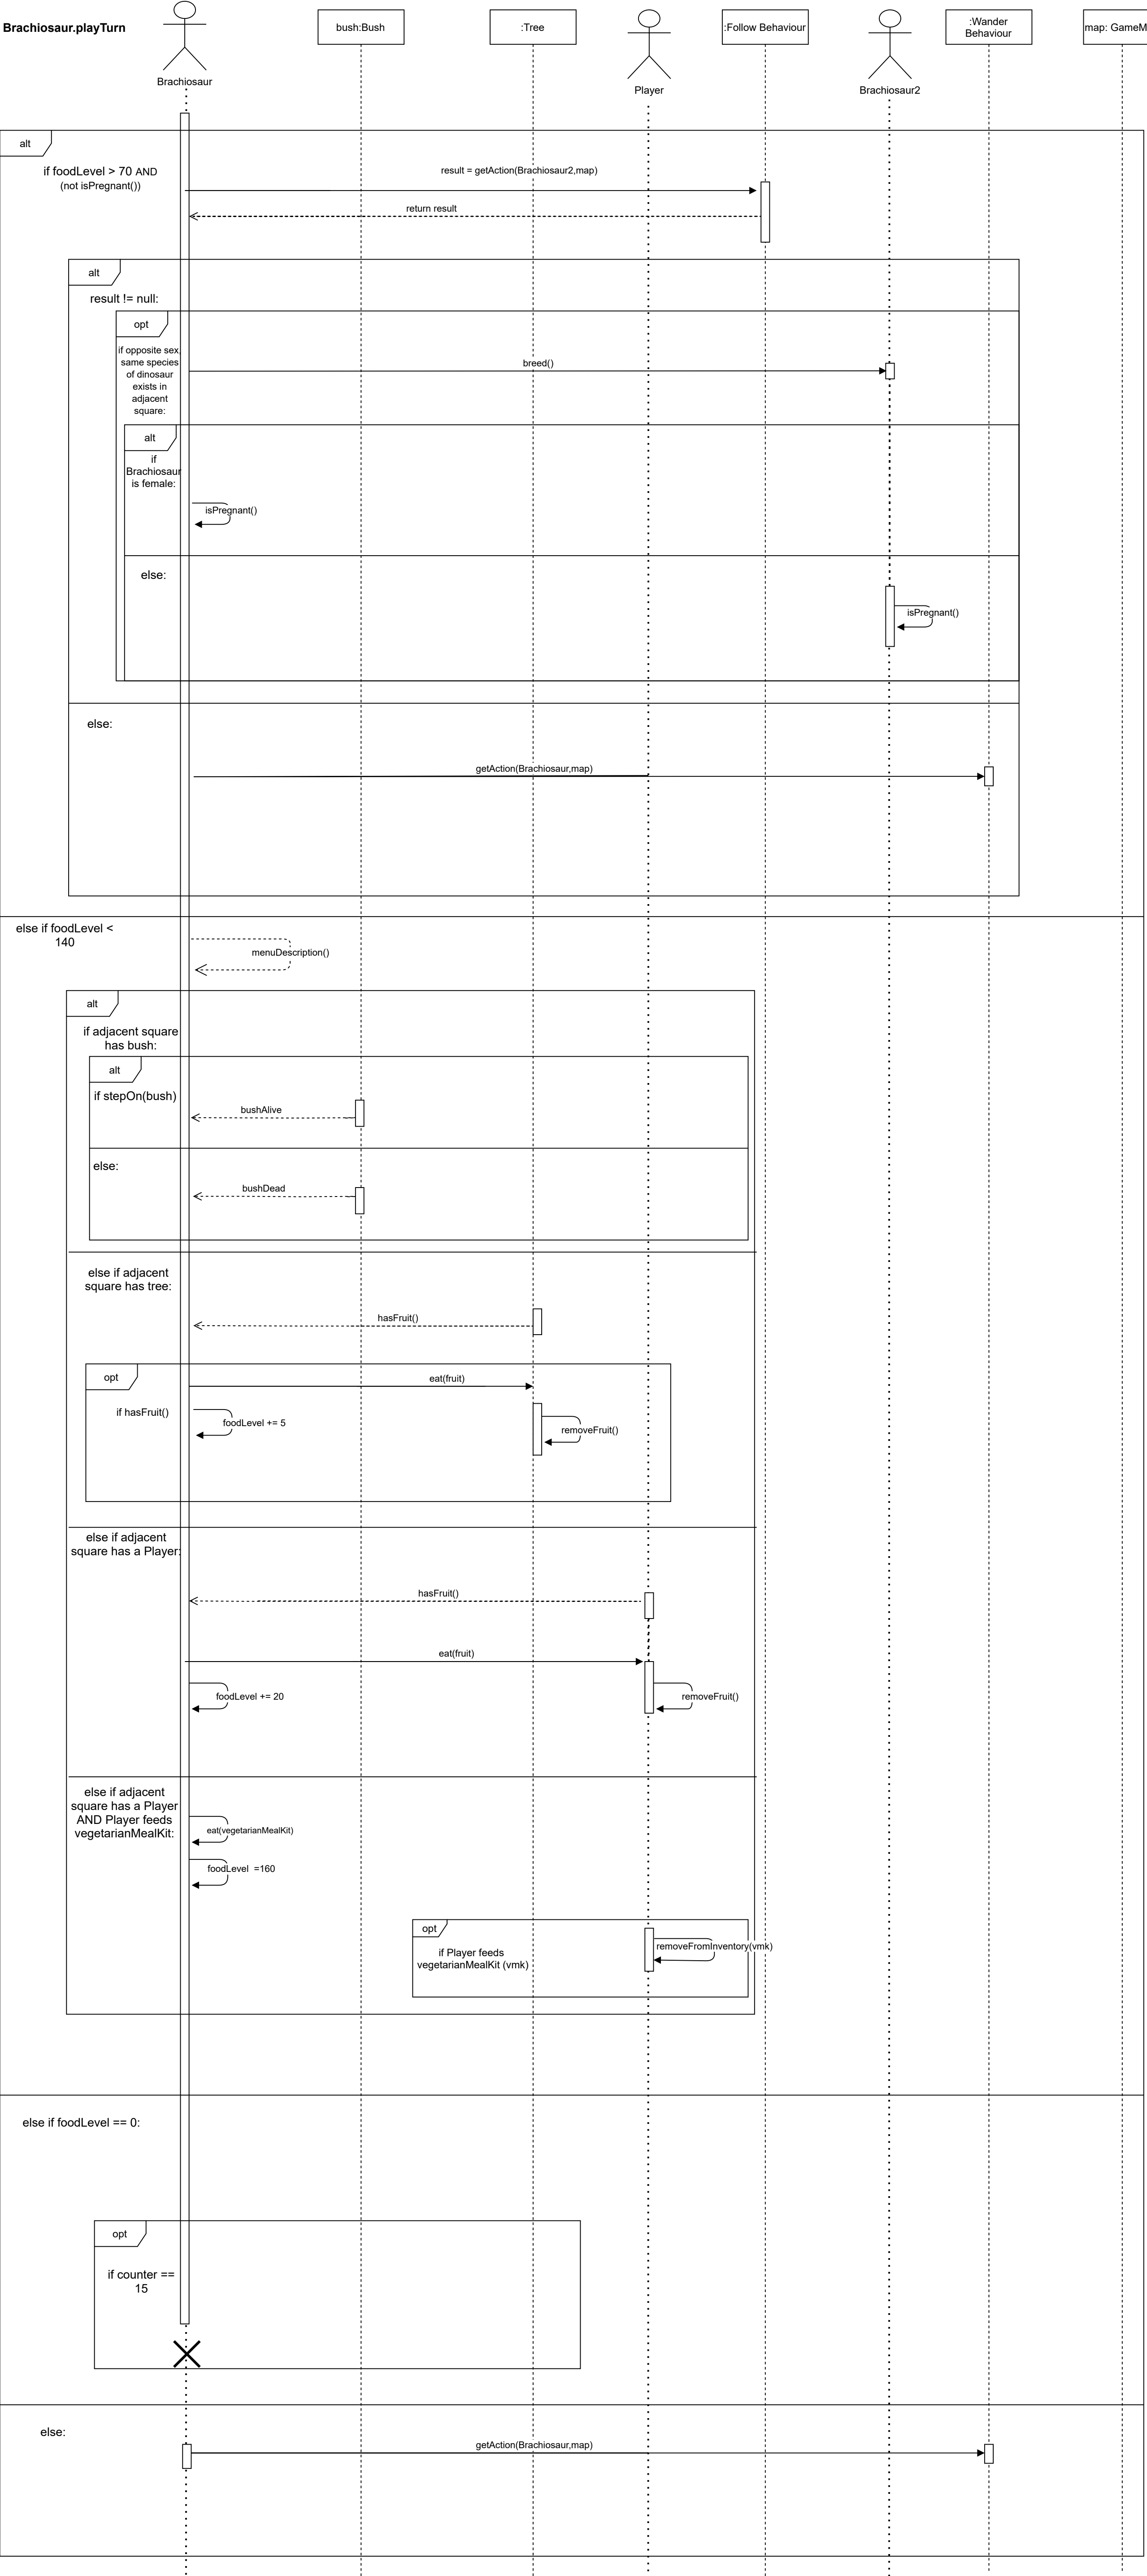 Brachiosaur.playTurn
Brachiosaur
bush:Bush
:Tree
Player
:Follow Behaviour
Brachiosaur2
:Wander
Behaviour
map: GameM
alt
if foodLevel > 70 AND
(not isPregnant())
result = getAction(Brachiosaur2,map)
return result
alt
result != null:
opt
if opposite sex,
same species
of dinosaur
exists in
adjacent
square:
breed()
alt
if
Brachiosaur
is female:
isPregnant()
else:
isPregnant()
else:
getAction(Brachiosaur,map)
else if foodLevel <
140
menuDescription()
alt
if adjacent square
has bush:
alt
if stepOn(bush)
bushAlive
else:
bushDead
else if adjacent
square has tree:
hasFruit()
opt
eat(fruit)
if hasFruit()
foodLevel += 5
removeFruit()
else if adjacent
square has a Player:
hasFruit()
eat(fruit)
foodLevel += 20
removeFruit()
else if adjacent
square has a Player
AND Player feeds
vegetarianMealKit:
eat(vegetarianMealKit)
foodLevel =160
opt
if Player feeds
vegetarianMealKit (vmk)
removeFromInventory(vmk)
else if foodLevel == 0:
opt
if counter ==
15
else:
getAction(Brachiosaur,map)